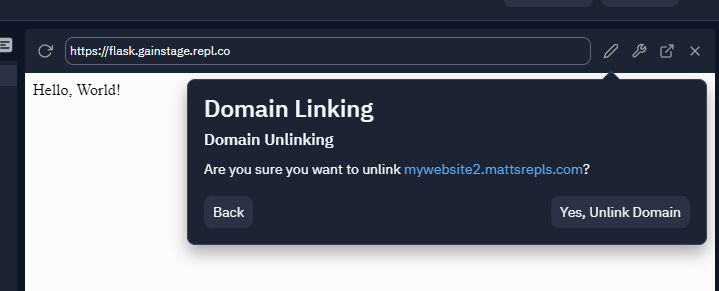 https://flask.gainstage.repl.co
Hello, World!
Domain Linking
Domain Unlinking
Are you sure you want to unlink mywebsite2.mattsrepls.com?
Back
Yes, Unlink Domain